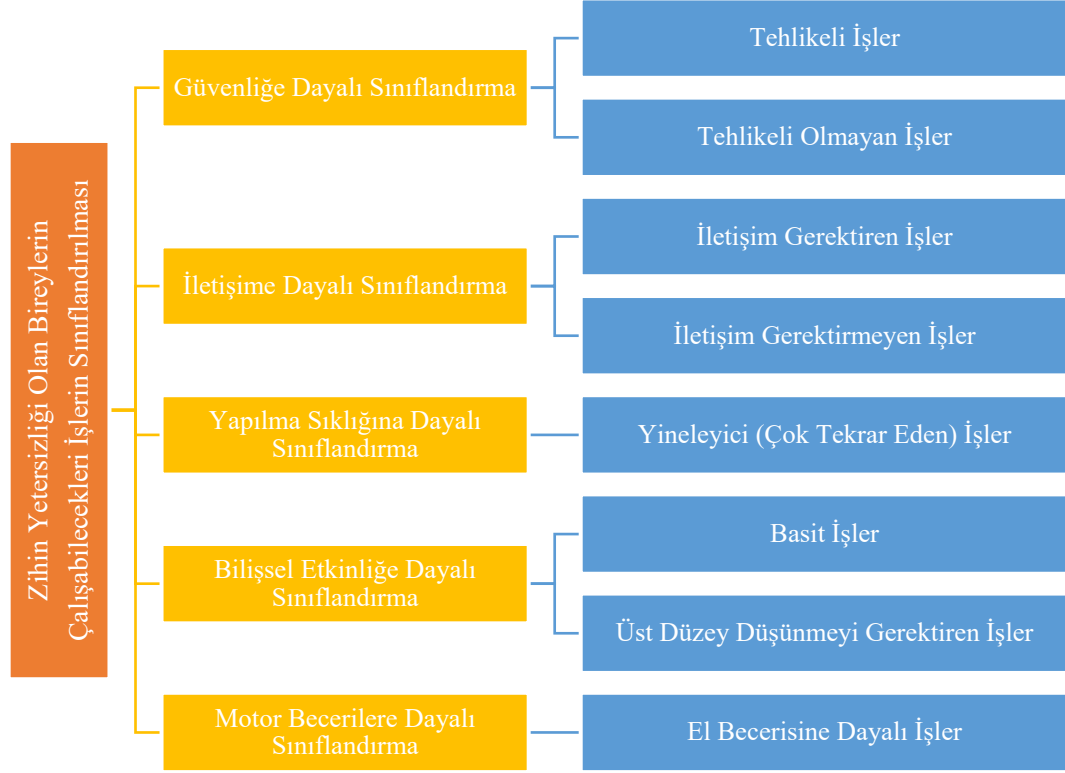 Zihin Yetersizliği Olan Bireylerin
Çalışabilecekleri İşlerin Sınıflandırılması
Güvenliğe Dayalı Sınıflandırma
Tehlikeli İşler
Tehlikeli Olmayan İşler
İletişime Dayalı Sınıflandırma
İletişim Gerektiren İşler
İletişim Gerektirmeyen İşler
Yapılma Sıklığına Dayalı
Sınıflandırma
Yineleyici (Çok Tekrar Eden) İşler
Bilişsel Etkinliğe Dayalı
Sınıflandırma
Basit İşler
Üst Düzey Düşünmeyi Gerektiren İşler
Motor Becerilere Dayalı
Sınıflandırma
El Becerisine Dayalı İşler